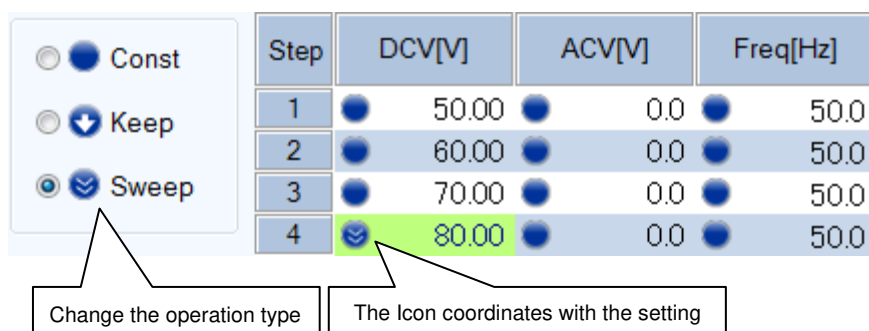 Const
Keep
Sweep
Step DCV[V] ACV[V] Freq[Hz]
1 50.00 0.0 50.0
2 60.00 0.0 50.0
3 70.00 0.0 50.0
4 80.00 0.0 50.0
Change the operation type
The Icon coordinates with the setting